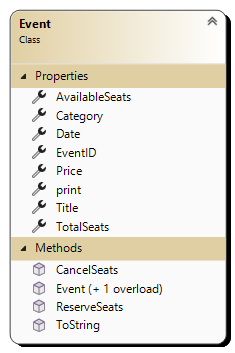 Event
Class
Properties
AvailableSeats
Category
Date
EventID
Price
print
Title
TotalSeats
Methods
CancelSeats
Event (+ 1 overload)
ReserveSeats
ToString